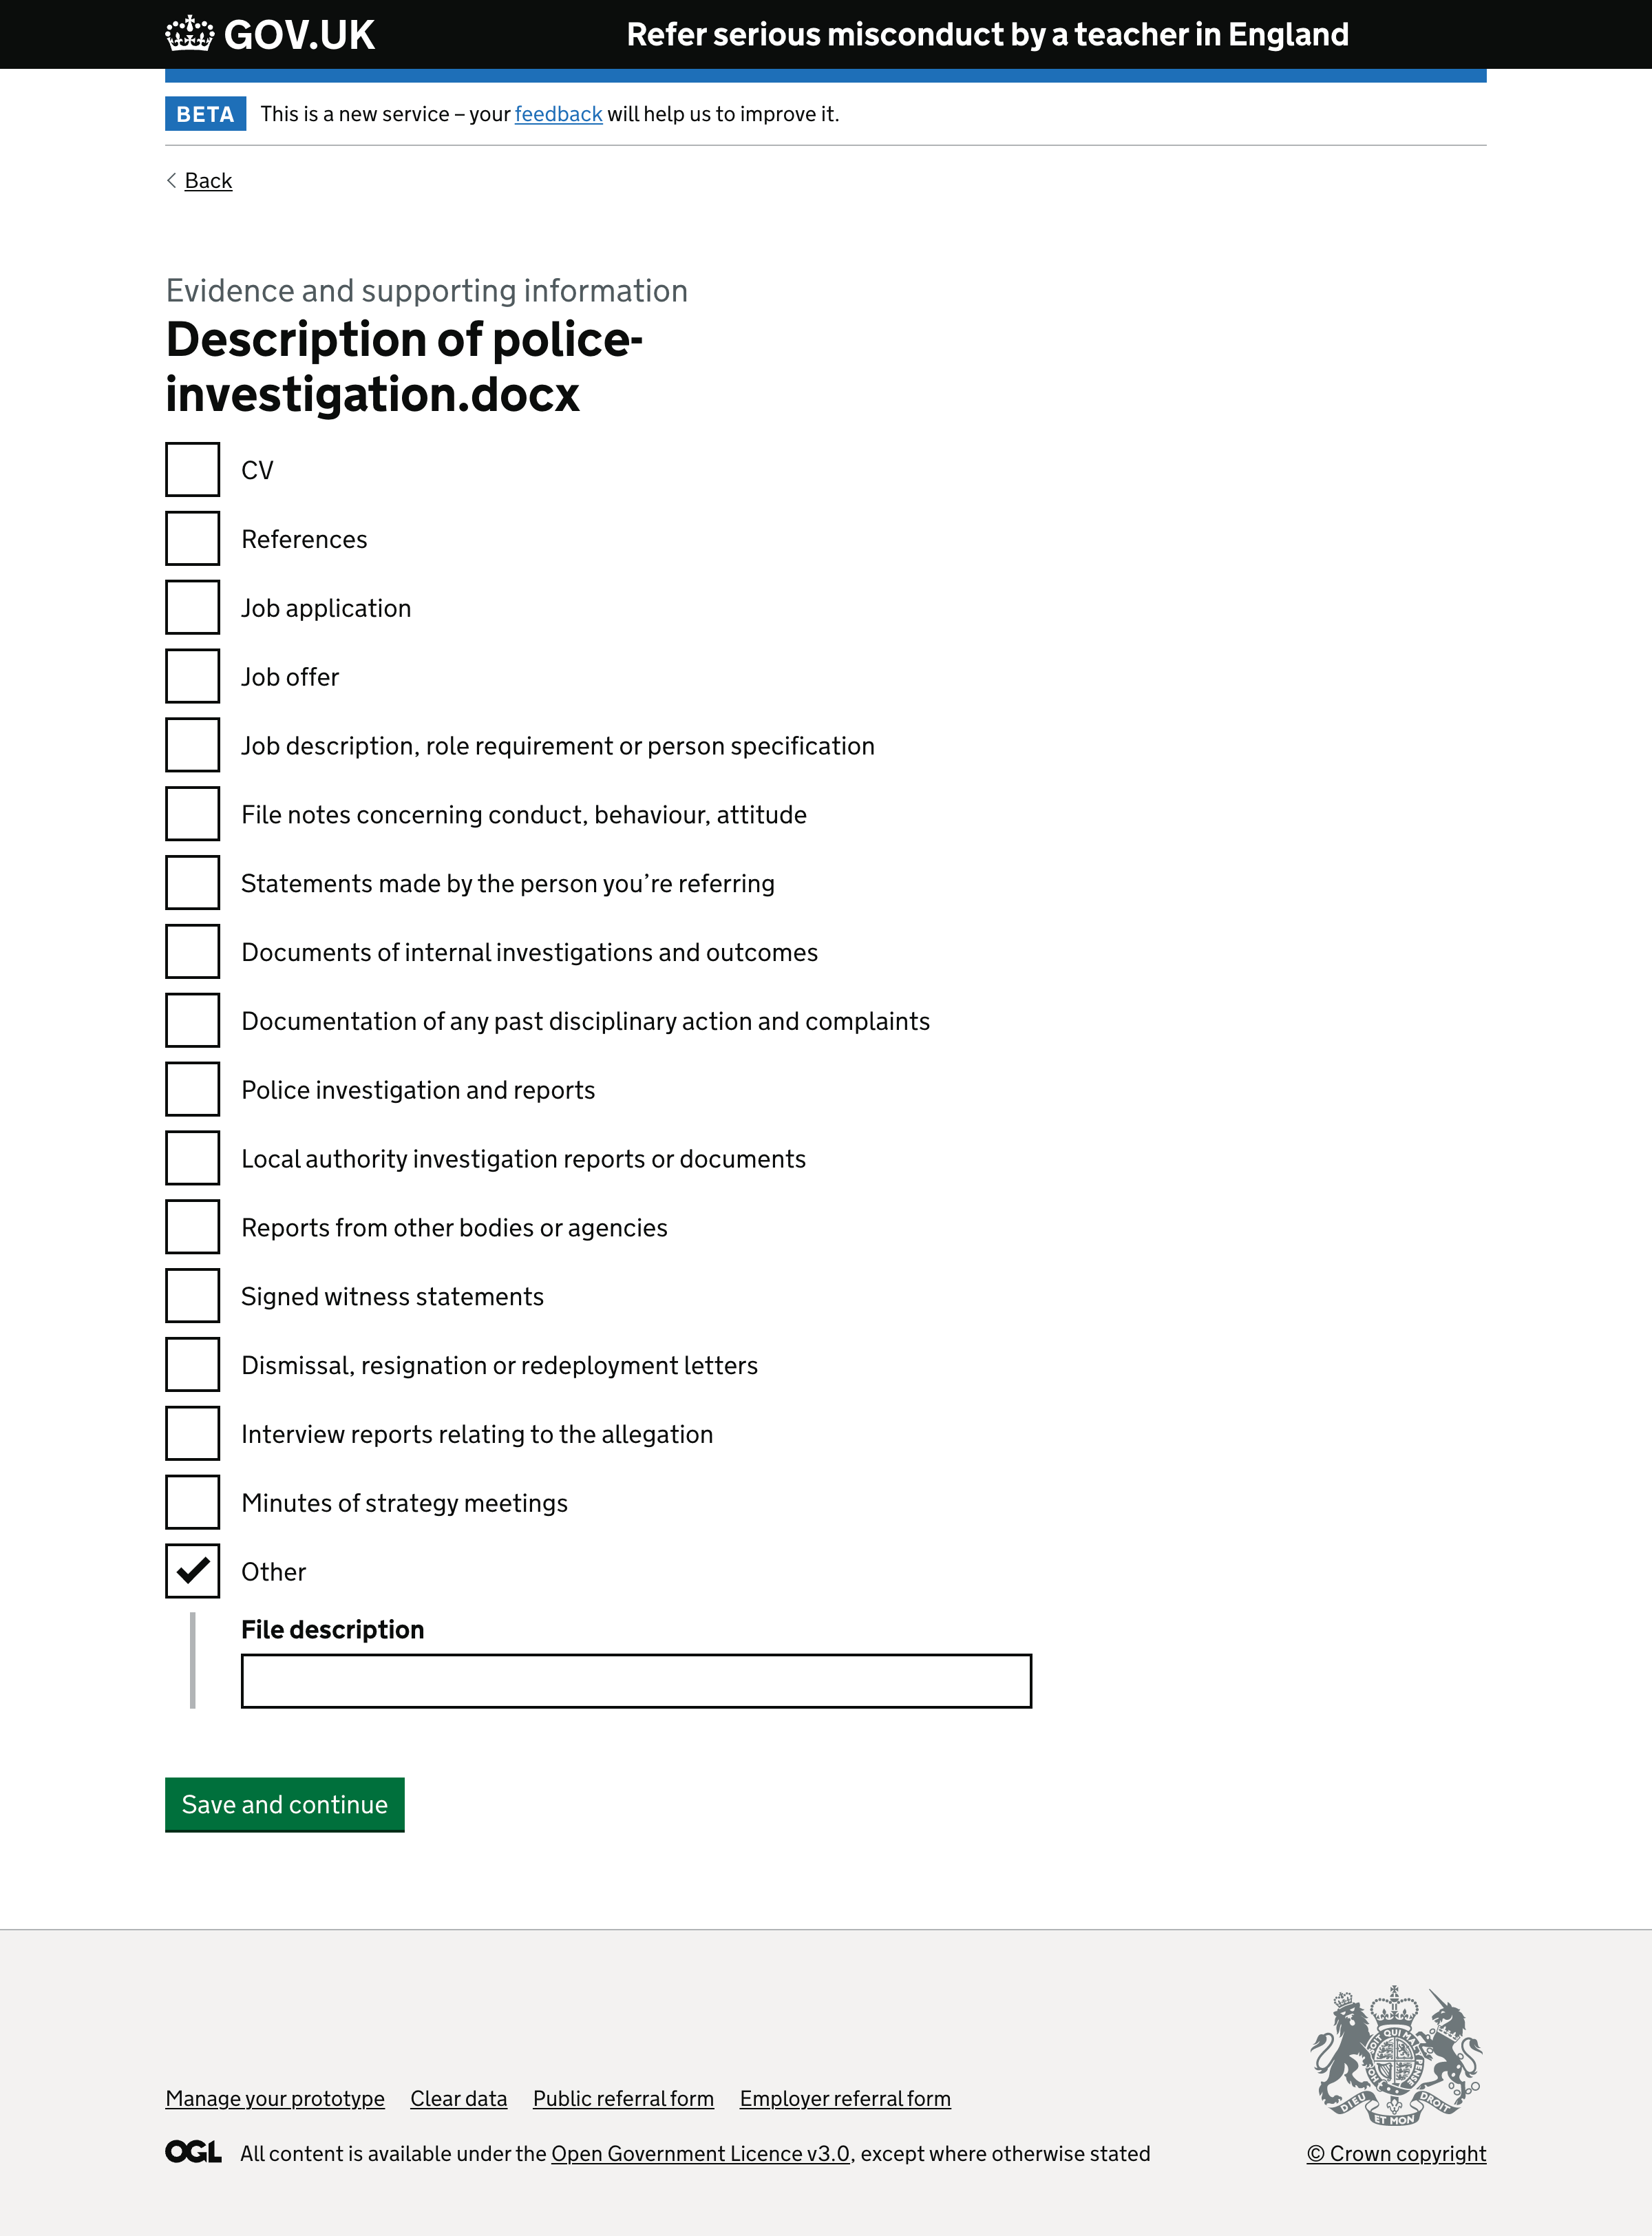 GOV.UK
Refer serious misconduct by a teacher in England
BETA
This is a new service – your feedback will help us to improve it.
Back
Evidence and supporting information
Description of police-
investigation.docx
CV
References
Job application
Job offer
Job description, role requirement or person specification
File notes concerning conduct, behaviour, attitude
Statements made by the person you’re referring
Documents of internal investigations and outcomes
Documentation of any past disciplinary action and complaints
Police investigation and reports
Local authority investigation reports or documents
Reports from other bodies or agencies
Signed witness statements
Dismissal, resignation or redeployment letters
Interview reports relating to the allegation
Minutes of strategy meetings
Other
File description
Save and continue
Manage your prototype
Clear data
Public referral form
Employer referral form
DIEU ET MON DROIT
OGL
All content is available under the Open Government Licence v3.0, except where otherwise stated
© Crown copyright